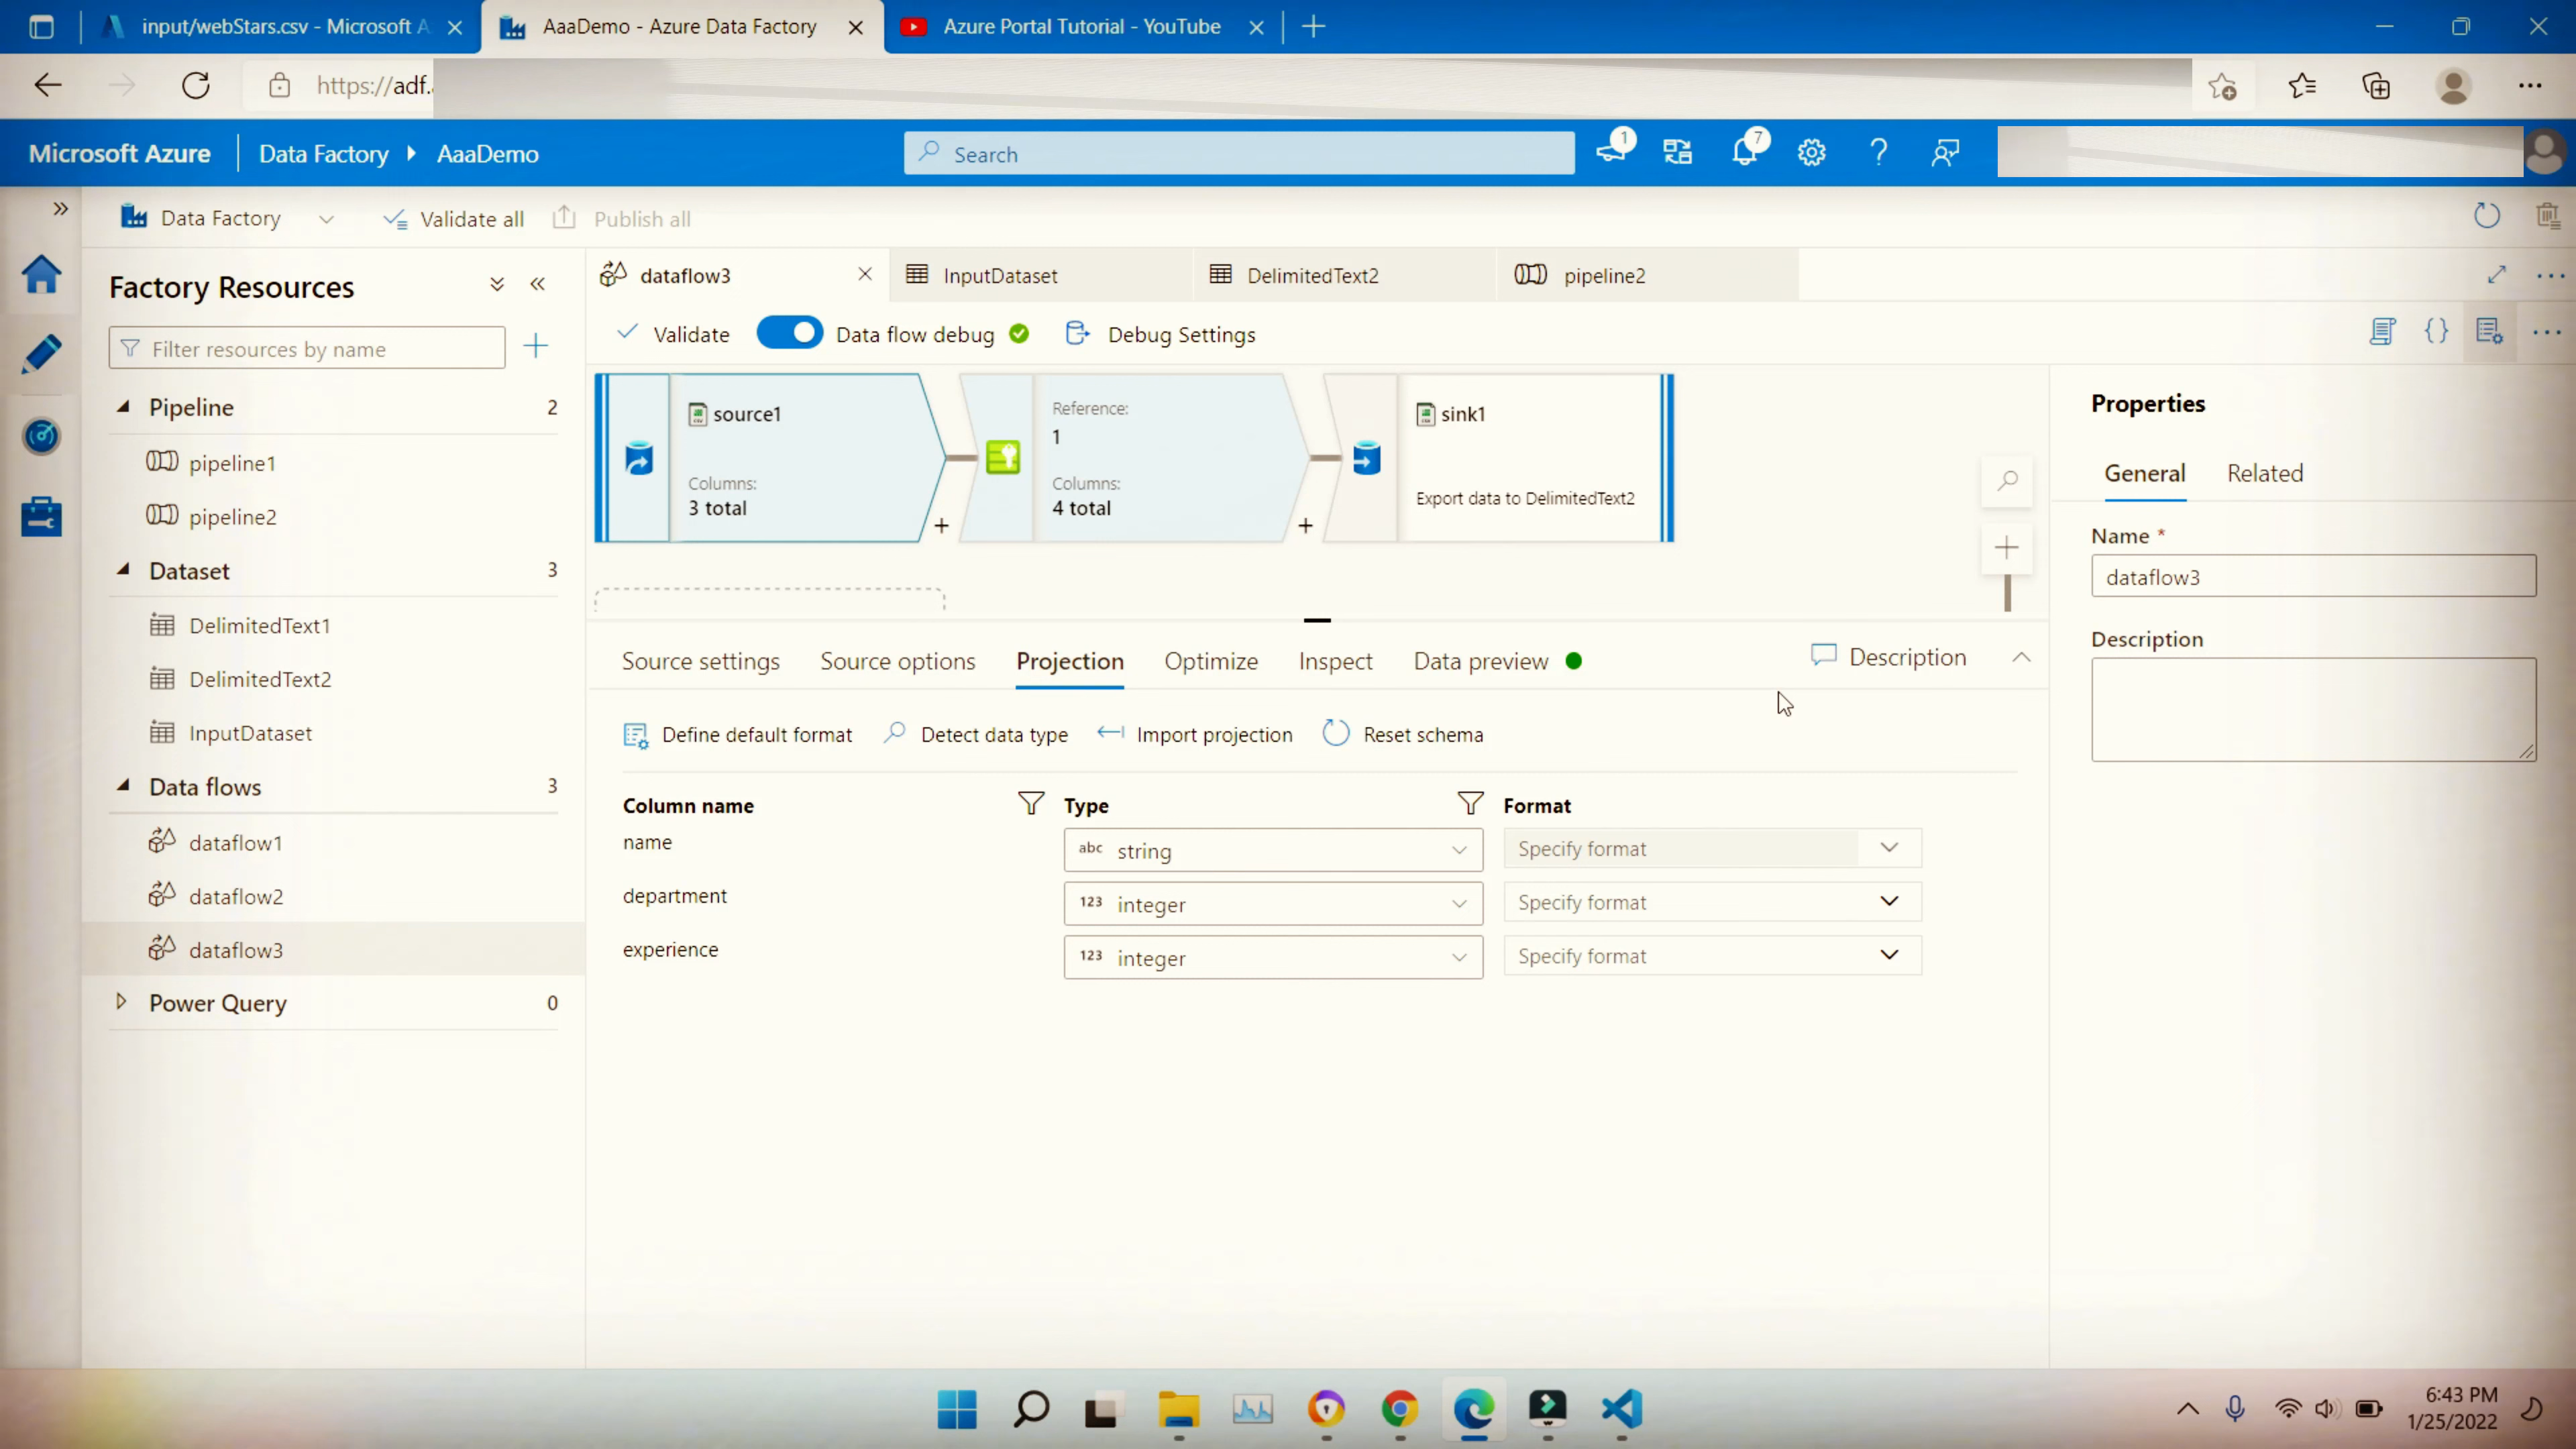 input/webStars.csv - Microsoft A
AaaDemo - Azure Data Factory
Azure Portal Tutorial - YouTube
https://adf.
Microsoft Azure
Data Factory
AaaDemo
Search
1
7
Data Factory
Validate all
Publish all
Factory Resources
Filter resources by name
Pipeline 2
pipeline1
pipeline2
Dataset 3
DelimitedText1
DelimitedText2
InputDataset
Data flows 3
dataflow1
dataflow2
dataflow3
Power Query 0
dataflow3
InputDataset
DelimitedText2
pipeline2
Validate
Data flow debug
Debug Settings
source1
Columns:
3 total
Reference:
1
Columns:
4 total
sink1
Export data to DelimitedText2
Source settings
Source options
Projection
Optimize
Inspect
Data preview
Description
Define default format
Detect data type
Import projection
Reset schema
Column name Type Format
name abc string Specify format
department 123 integer Specify format
experience 123 integer Specify format
Properties
General
Related
Name *
dataflow3
Description
6:43 PM
1/25/2022